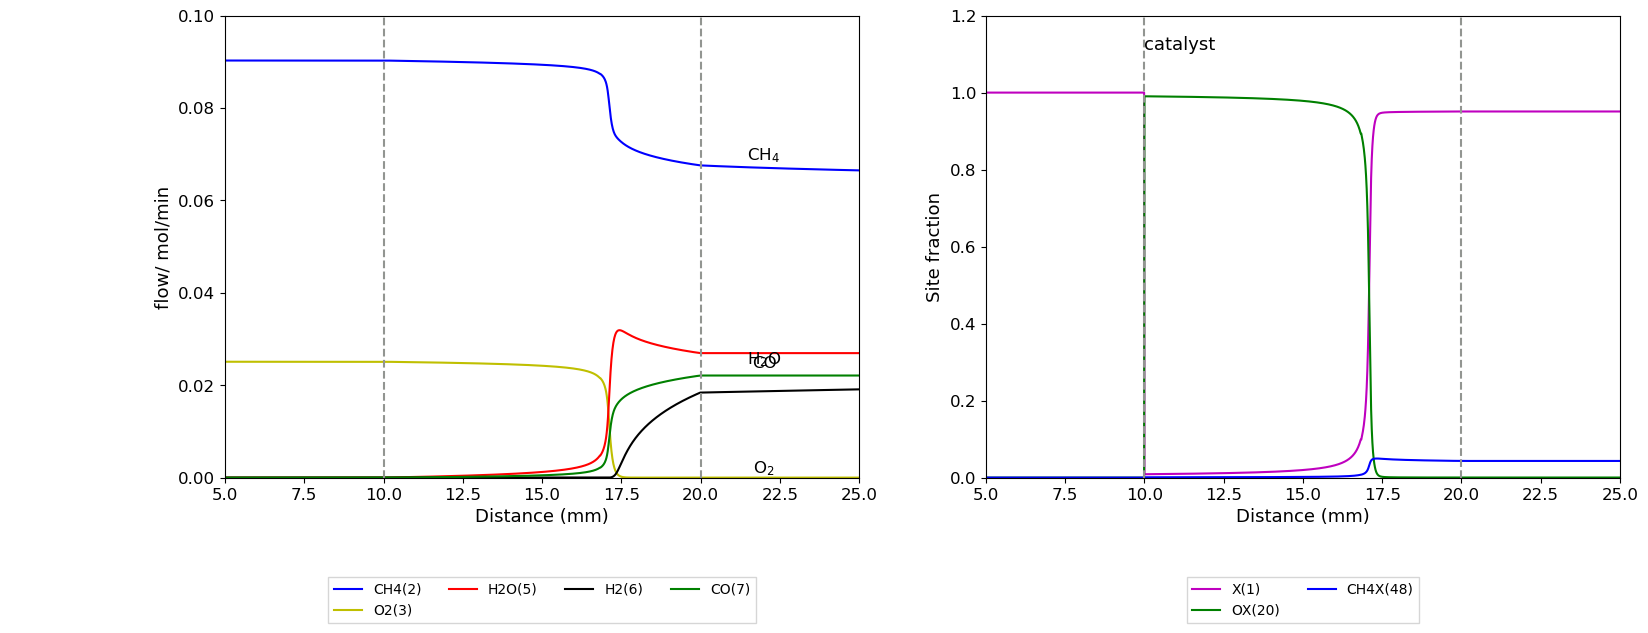 0.10
0.08
0.06
0.04
0.02
0.00
flow/ mol/min
CH4
H2O
CO
O2
5.0 7.5 10.0 12.5 15.0 17.5 20.0 22.5 25.0
Distance (mm)
CH4(2) H2O(5) H2(6) CO(7)
O2(3)
1.2
1.0
0.8
0.6
0.4
0.2
0.0
Site fraction
catalyst
5.0 7.5 10.0 12.5 15.0 17.5 20.0 22.5 25.0
Distance (mm)
X(1) CH4X(48)
OX(20)